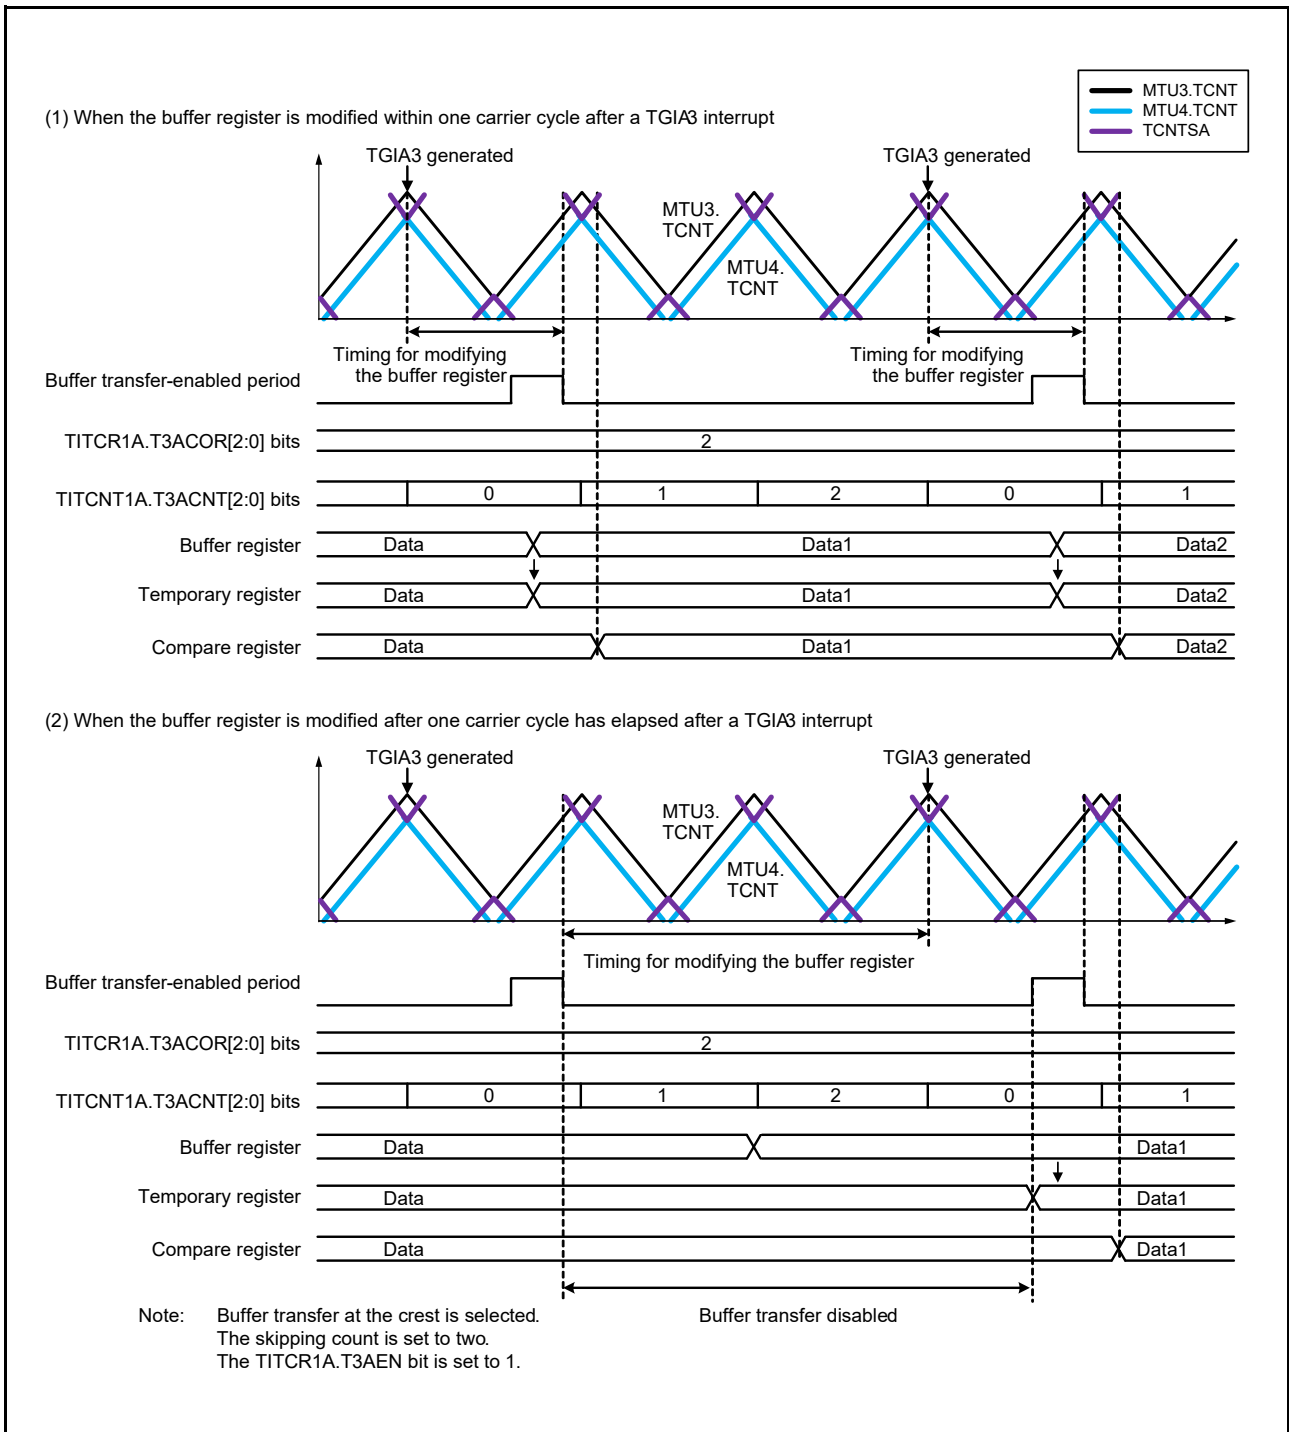 MTU3.TCNT
MTU4.TCNT
TCNTSA
(1) When the buffer register is modified within one carrier cycle after a TGIA3 interrupt
TGIA3 generated
TGIA3 generated
MTU3.
TCNT
MTU4.
TCNT
Timing for modifying
the buffer register
Timing for modifying
the buffer register
Buffer transfer-enabled period
TITCR1A.T3ACOR[2:0] bits
2
TITCNT1A.T3ACNT[2:0] bits
0 1 2 0 1
Buffer register
Data Data1 Data2
Temporary register
Data Data1 Data2
Compare register
Data Data1 Data2
(2) When the buffer register is modified after one carrier cycle has elapsed after a TGIA3 interrupt
TGIA3 generated
TGIA3 generated
MTU3.
TCNT
MTU4.
TCNT
Timing for modifying the buffer register
Buffer transfer-enabled period
TITCR1A.T3ACOR[2:0] bits
2
TITCNT1A.T3ACNT[2:0] bits
0 1 2 0 1
Buffer register
Data Data1
Temporary register
Data Data1
Compare register
Data Data1
Buffer transfer disabled
Note: Buffer transfer at the crest is selected.
The skipping count is set to two.
The TITCR1A.T3AEN bit is set to 1.